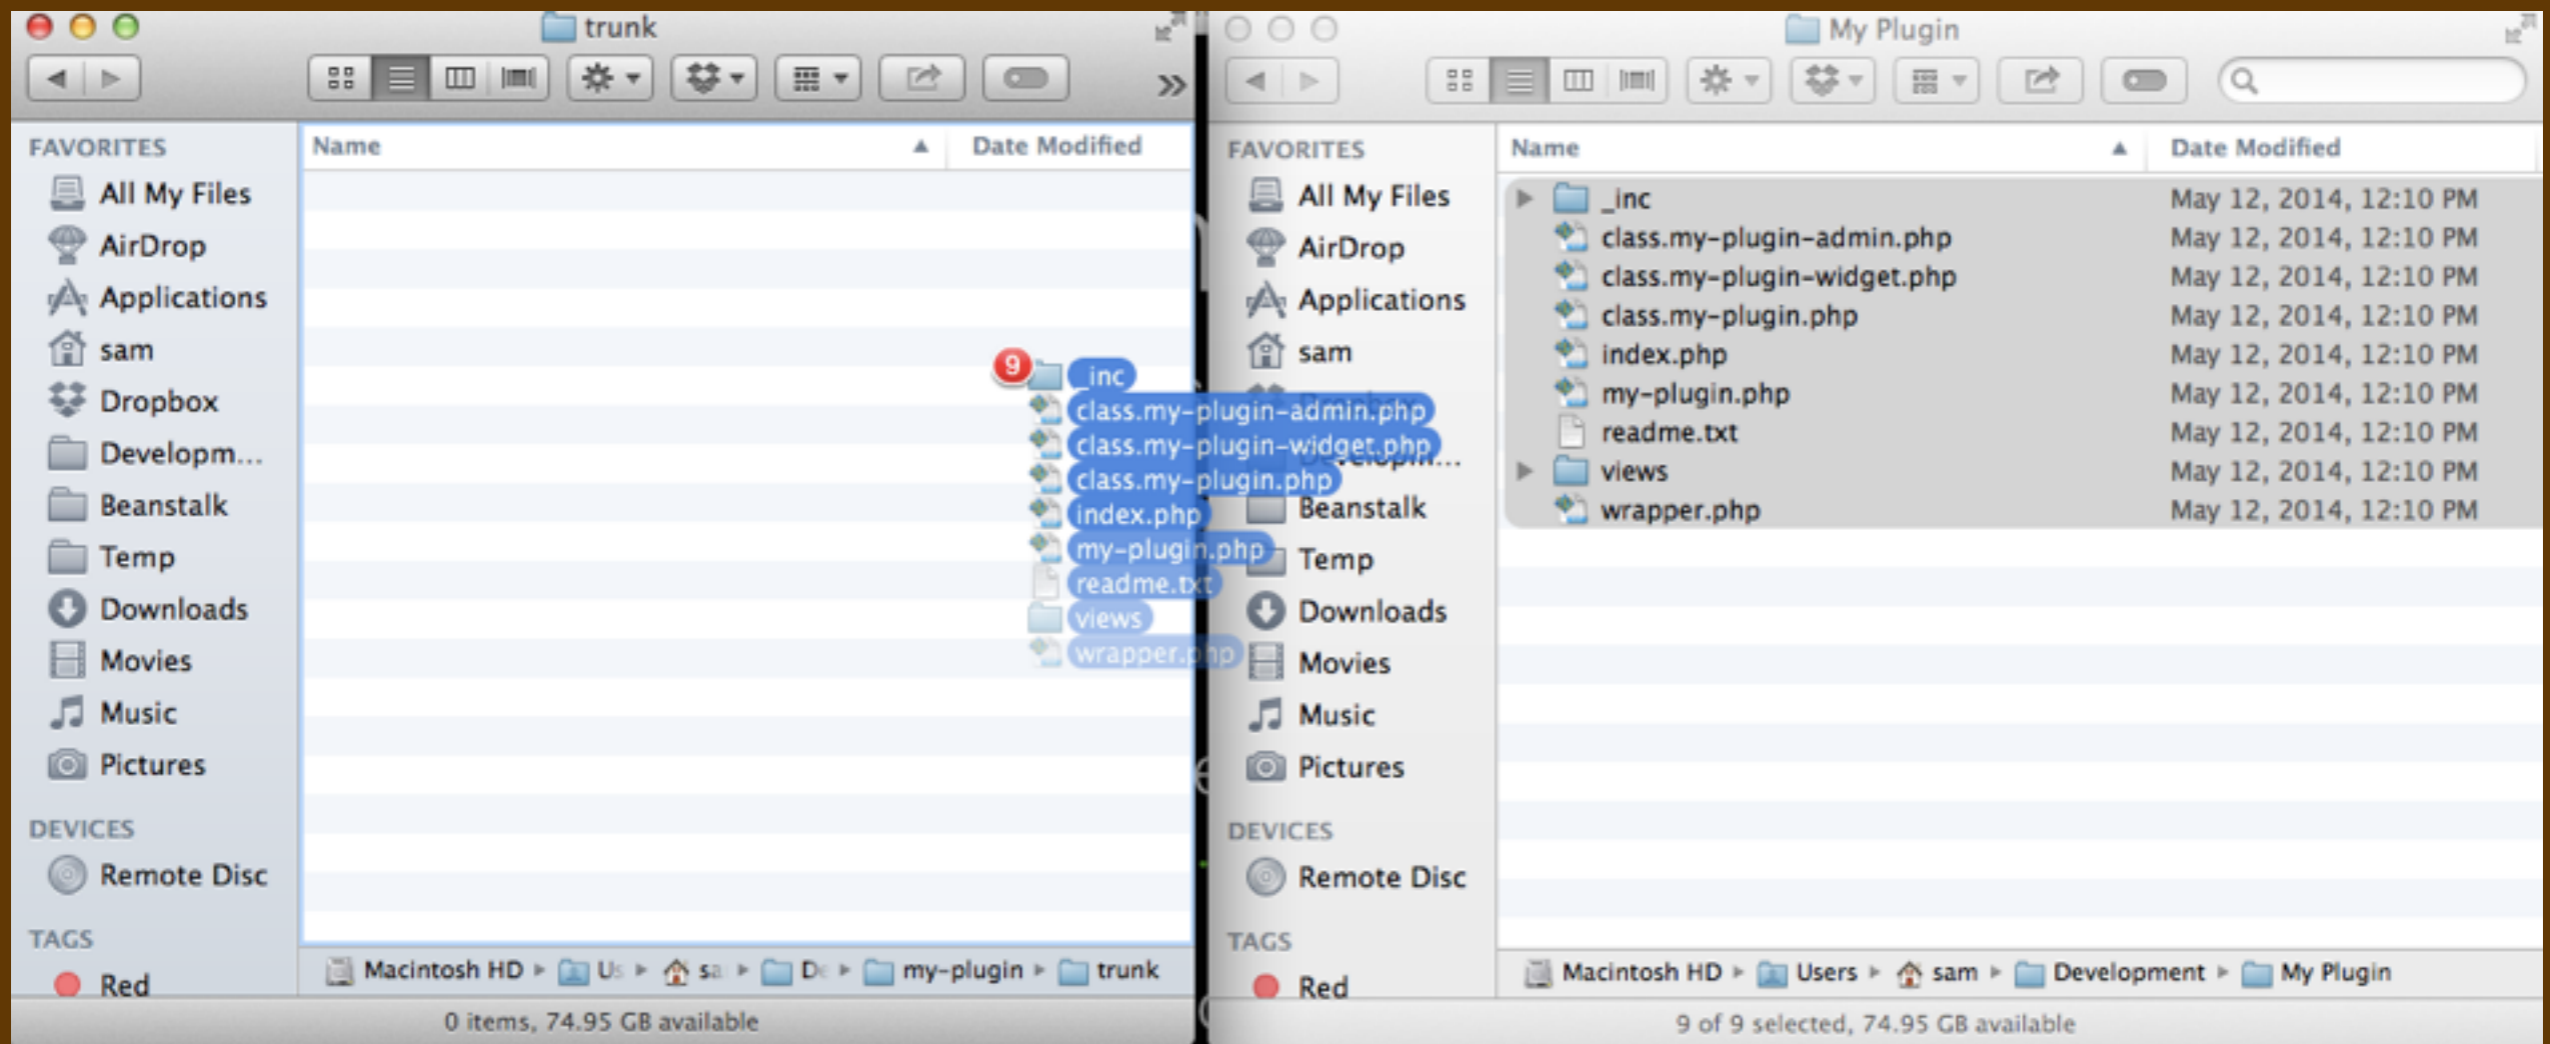 trunk
Name
Date Modified
FAVORITES
All My Files
AirDrop
Applications
sam
Dropbox
Developm...
Beanstalk
Temp
Downloads
Movies
Music
Pictures
DEVICES
Remote Disc
TAGS
Red
9
_inc
class.my-plugin-admin.php
class.my-plugin-widget.php
class.my-plugin.php
index.php
my-plugin.php
readme.txt
views
wrapper.php
Macintosh HD ▸ Us ▸ sa ▸ De ▸ my-plugin ▸ trunk
0 items, 74.95 GB available
My Plugin
Name
Date Modified
FAVORITES
All My Files
AirDrop
Applications
sam
Dropbox
Developm...
Beanstalk
Temp
Downloads
Movies
Music
Pictures
DEVICES
Remote Disc
TAGS
Red
_inc May 12, 2014, 12:10 PM
class.my-plugin-admin.php May 12, 2014, 12:10 PM
class.my-plugin-widget.php May 12, 2014, 12:10 PM
class.my-plugin.php May 12, 2014, 12:10 PM
index.php May 12, 2014, 12:10 PM
my-plugin.php May 12, 2014, 12:10 PM
readme.txt May 12, 2014, 12:10 PM
views May 12, 2014, 12:10 PM
wrapper.php May 12, 2014, 12:10 PM
Macintosh HD ▸ Users ▸ sam ▸ Development ▸ My Plugin
9 of 9 selected, 74.95 GB available